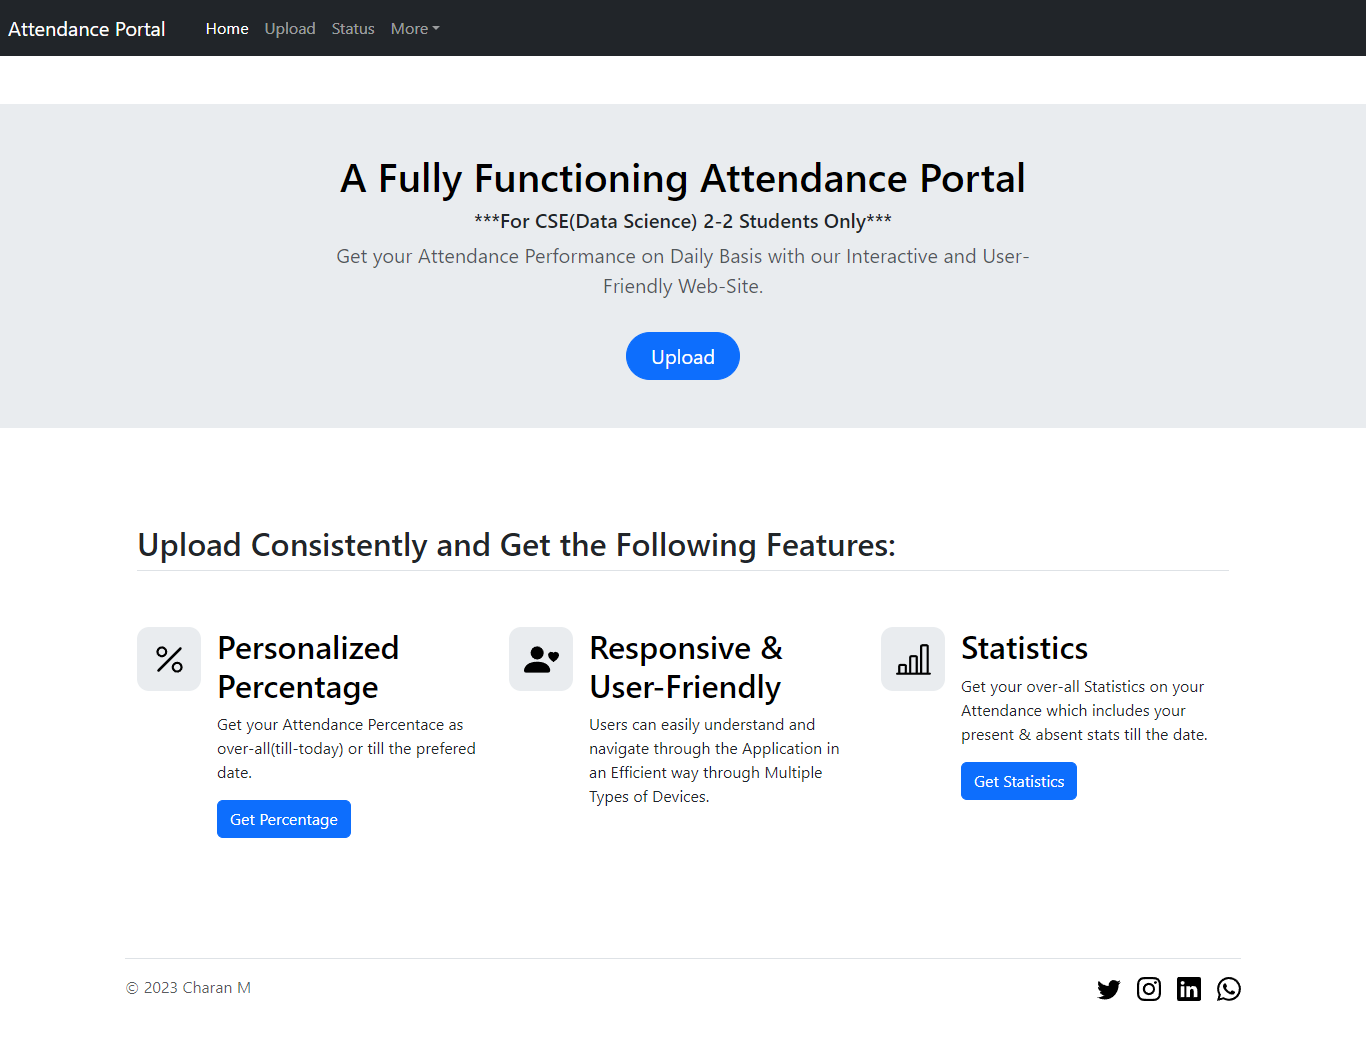 Attendance Portal Home Upload Status More
A Fully Functioning Attendance Portal
***For CSE(Data Science) 2-2 Students Only***
Get your Attendance Performance on Daily Basis with our Interactive and User-
Friendly Web-Site.
Upload
Upload Consistently and Get the Following Features:
Personalized
Percentage
Get your Attendance Percentace as
over-all(till-today) or till the prefered
date.
Get Percentage
Responsive &
User-Friendly
Users can easily understand and
navigate through the Application in
an Efficient way through Multiple
Types of Devices.
Statistics
Get your over-all Statistics on your
Attendance which includes your
present & absent stats till the date.
Get Statistics
© 2023 Charan M